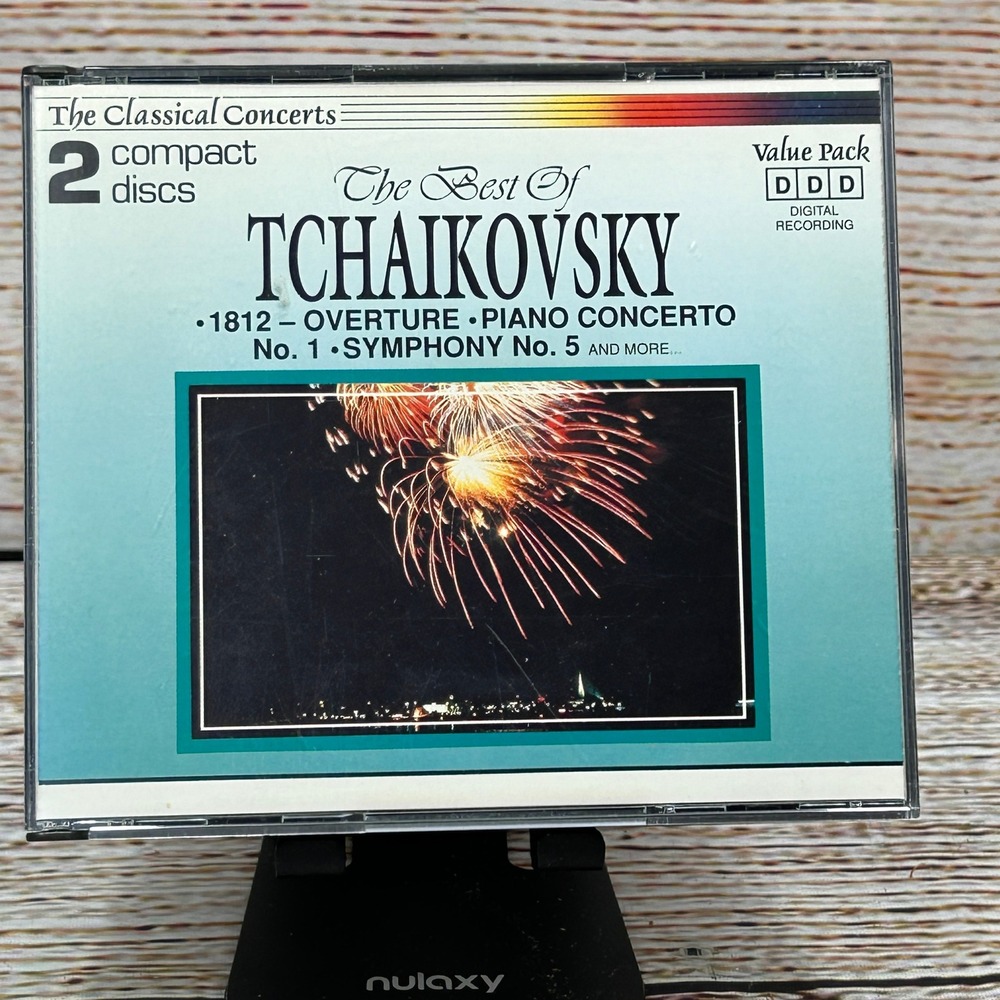 The Classical Concerts
2 compact discs
Value Pack
DDD
DIGITAL
RECORDING
The Best Of
TCHAIKOVSKY
•1812 – OVERTURE •PIANO CONCERTO
No. 1 •SYMPHONY No. 5 AND MORE...
nulaxy